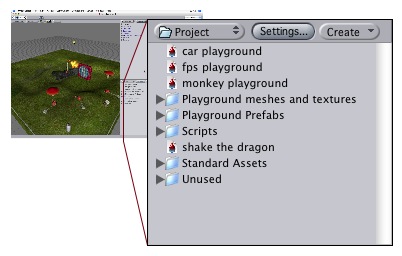 Project Settings... Create
car playground
fps playground
monkey playground
Playground meshes and textures
Playground Prefabs
Scripts
shake the dragon
Standard Assets
Unused